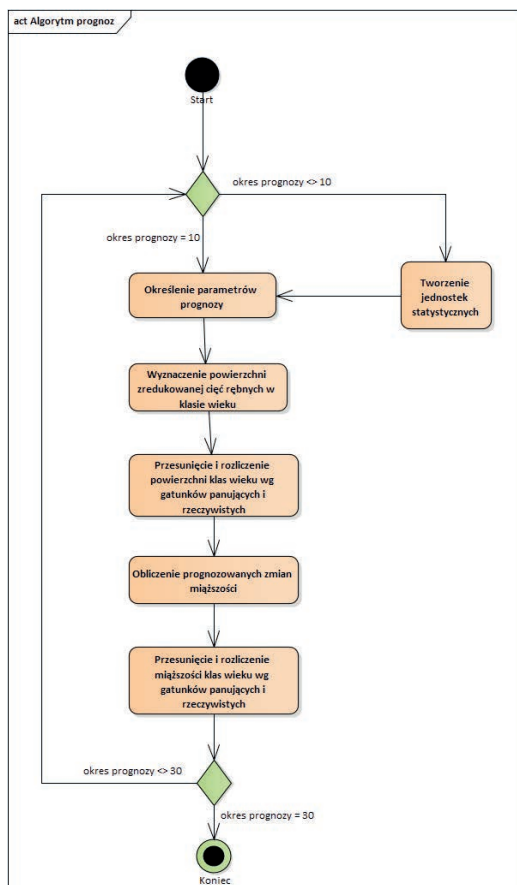 act Algorytm prognoz
Start
okres prognozy <> 10
okres prognozy = 10
Określenie parametrów
prognozy
Tworzenie
jednostek
statystycznych
Wyznaczenie powierzchni
zredukowanej cięć rębnych w
klasie wieku
Przesunięcie i rozliczenie
powierzchni klas wieku wg
gatunków panujących i
rzeczywistych
Obliczenie prognozowanych zmian
miąższości
Przesunięcie i rozliczenie
miąższości klas wieku wg
gatunków panujących i
rzeczywistych
okres prognozy <> 30
okres prognozy = 30
Koniec